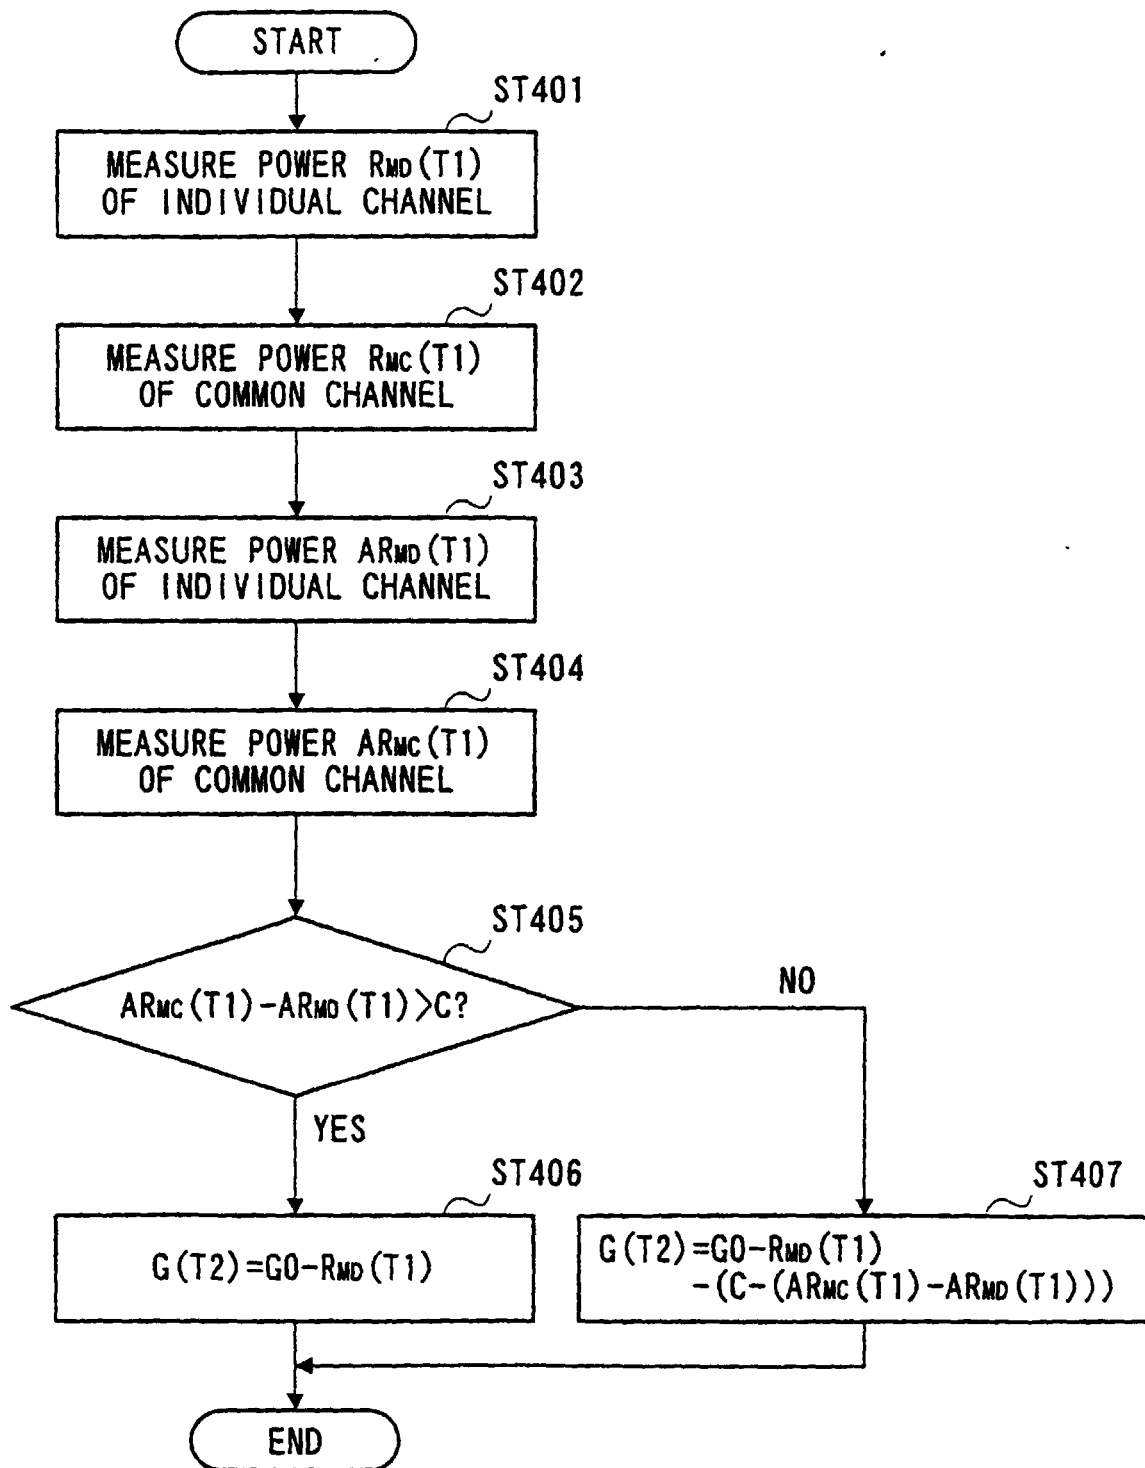 START
ST401
MEASURE POWER RMD(T1)
OF INDIVIDUAL CHANNEL
ST402
MEASURE POWER RMC(T1)
OF COMMON CHANNEL
ST403
MEASURE POWER ARMD(T1)
OF INDIVIDUAL CHANNEL
ST404
MEASURE POWER ARMC(T1)
OF COMMON CHANNEL
ST405
ARMC(T1)-ARMD(T1)>C?
NO
YES
ST406
G(T2)=G0-RMD(T1)
ST407
G(T2)=G0-RMD(T1)
-(C-(ARMC(T1)-ARMD(T1)))
END